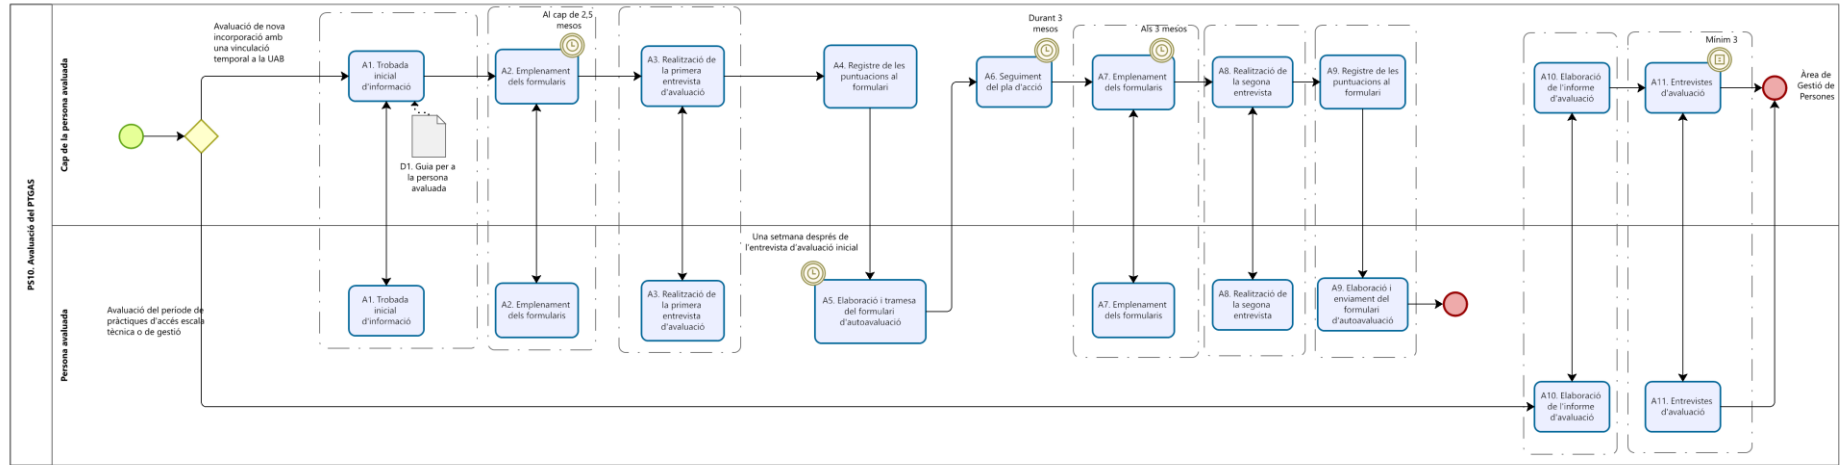 PS10. Avaluació del PTGAS
Cap de la persona avaluada
Avaluació de nova
incorporació amb
una vinculació
temporal a la UAB
A1. Trobada
inicial
d'informació
D1. Guia per a
la persona
avaluada
Al cap de 2,5
mesos
A2. Emplenament
dels formularis
A3. Realització de
la primera
entrevista
d'avaluació
A4. Registre de les
puntuacions al
formulari
Durant 3
mesos
A6. Seguiment
del pla d'acció
Als 3 mesos
A7. Emplenament
dels formularis
A8. Realització de
la segona
entrevista
A9. Registre de les
puntuacions al
formulari
A10. Elaboració
de l'informe
d'avaluació
Mínim 3
A11. Entrevistes
d'avaluació
Àrea de
Gestió de
Persones
Persona avaluada
Avaluació del període de
pràctiques d'accés escala
tècnica o de gestió
A1. Trobada
inicial
d'informació
A2. Emplenament
dels formularis
A3. Realització de
la primera
entrevista
d'avaluació
Una setmana després de
l'entrevista d'avaluació inicial
A5. Elaboració i tramesa
del formulari
d'autoavaluació
A7. Emplenament
dels formularis
A8. Realització de
la segona
entrevista
A9. Elaboració i
enviament del
formulari
d'autoavaluació
A10. Elaboració
de l'informe
d'avaluació
A11. Entrevistes
d'avaluació